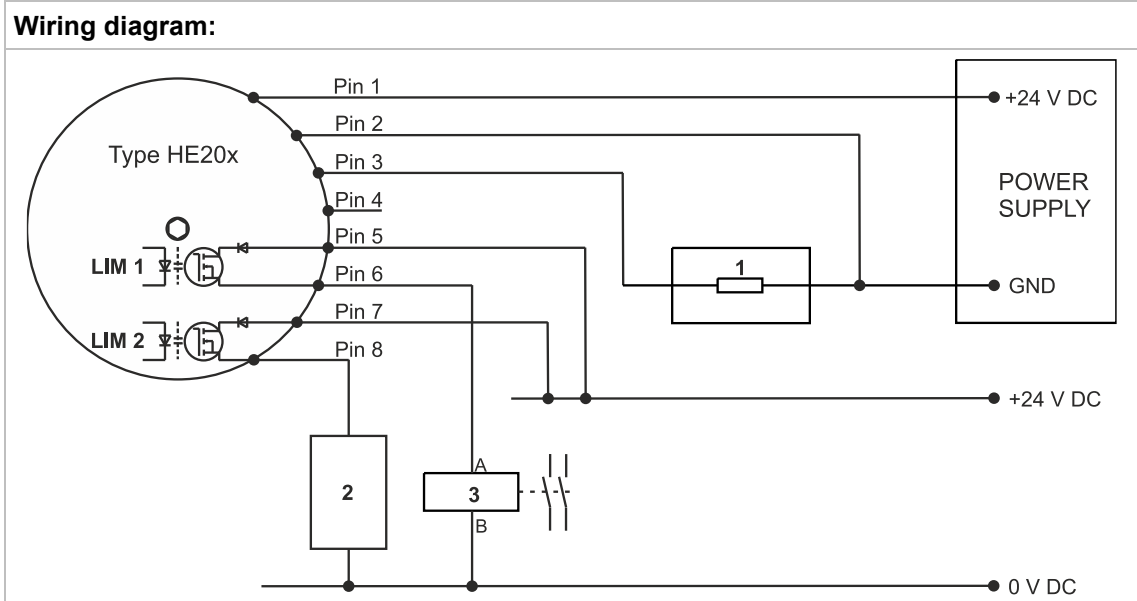 Wiring diagram:
Pin 1
+24 V DC
Pin 2
Type HE20x
Pin 3
POWER
SUPPLY
Pin 4
Pin 5
LIM 1
1
Pin 6
GND
Pin 7
LIM 2
Pin 8
+24 V DC
A
2
3
B
0 V DC